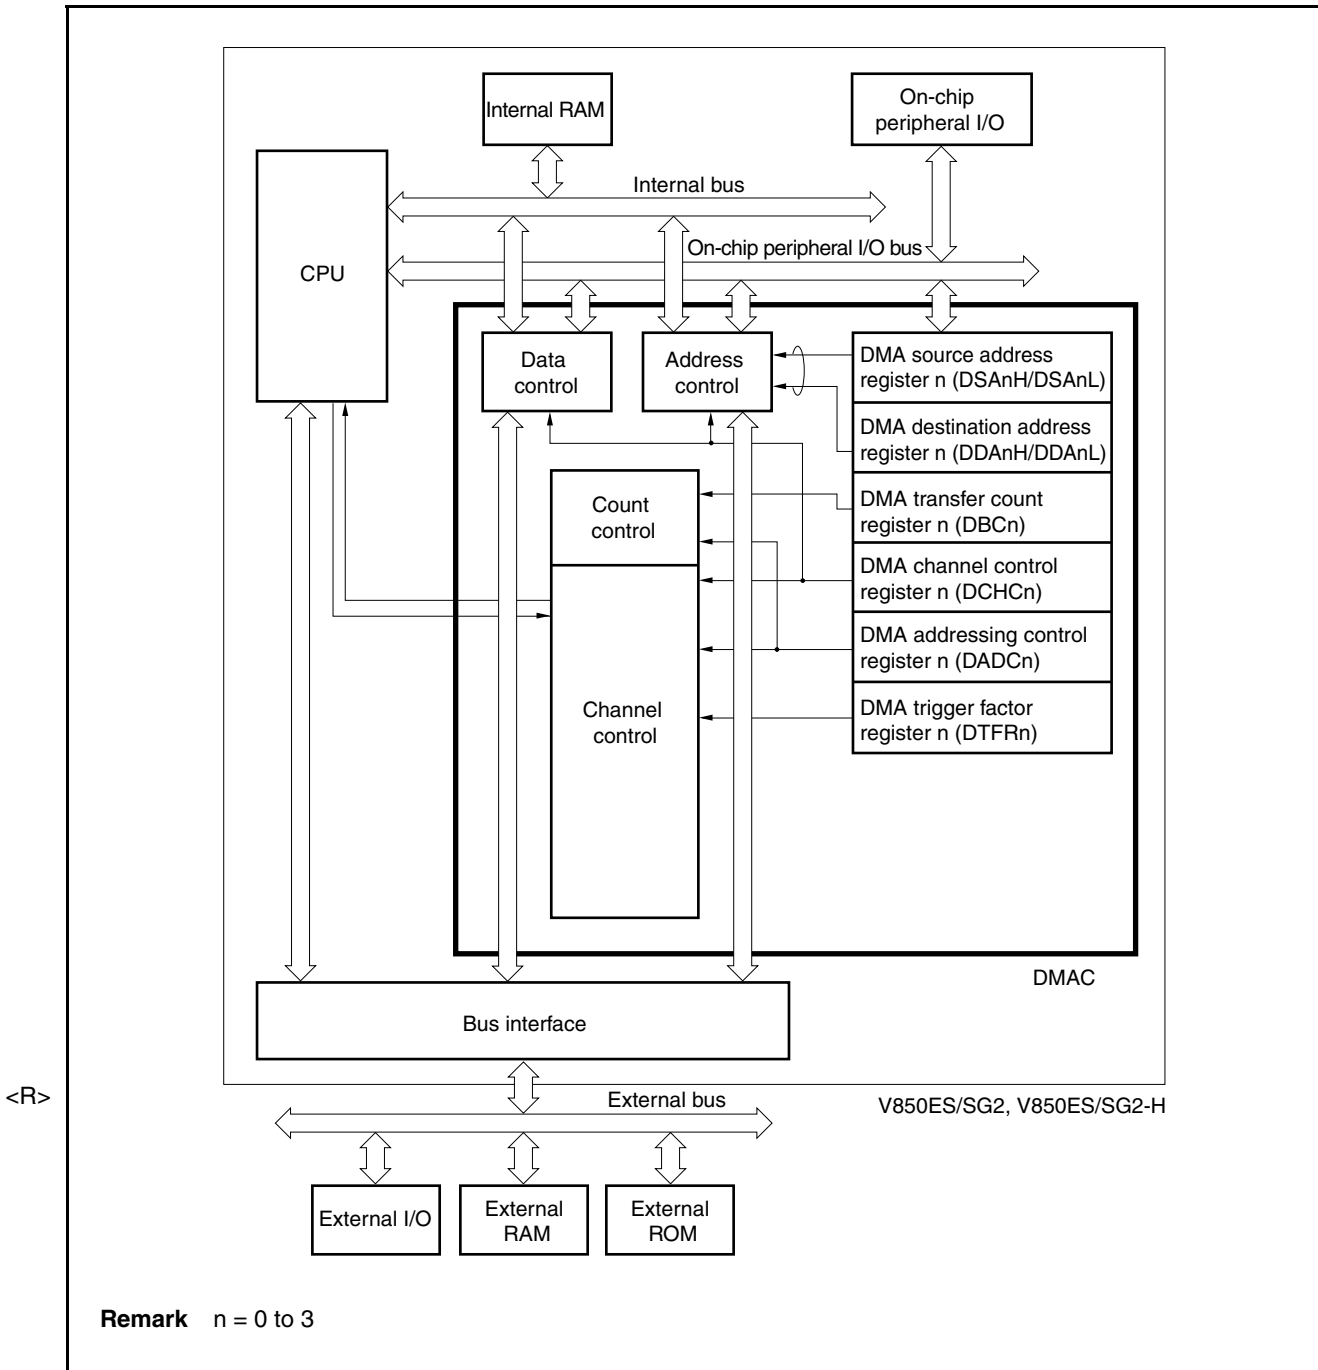 Internal RAM
On-chip
peripheral I/O
Internal bus
On-chip peripheral I/O bus
CPU
Data
control
Address
control
DMA source address
register n (DSAnH/DSAnL)
DMA destination address
register n (DDAnH/DDAnL)
Count
control
DMA transfer count
register n (DBCn)
DMA channel control
register n (DCHCn)
DMA addressing control
register n (DADCn)
Channel
control
DMA trigger factor
register n (DTFRn)
DMAC
Bus interface
<R>
External bus
V850ES/SG2, V850ES/SG2-H
External I/O
External
RAM
External
ROM
Remark n = 0 to 3